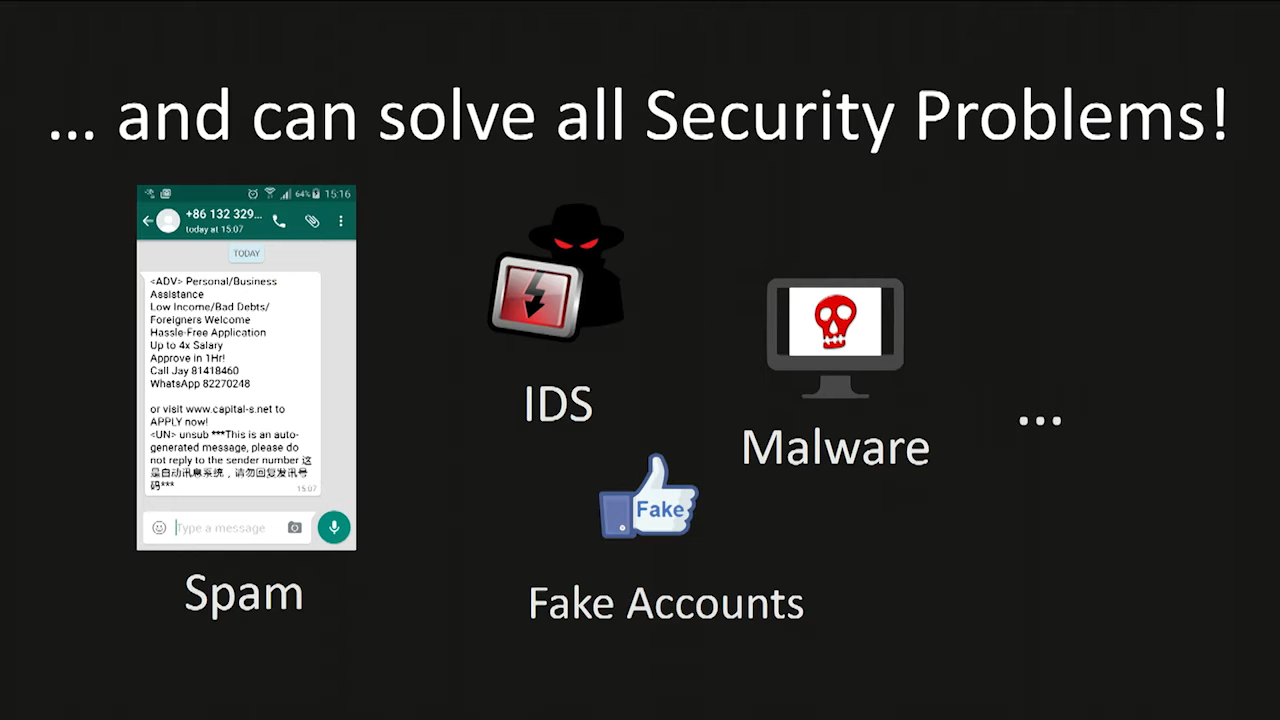 ... and can solve all Security Problems!
64% 15:16
+86 132 329...
today at 15:07
TODAY
<ADV> Personal/Business
Assistance
Low Income/Bad Debts/
Foreigners Welcome
Hassle-Free Application
Up to 4x Salary
Approve in 1Hr!
Call Jay 81418460
WhatsApp 82270248
or visit www.capital-s.net to
APPLY now!
<UN> unsub ***This is an auto-
generated message, please do
not reply to the sender number 这
是自动讯息系统，请勿回复发讯号
码***
15:07
Type a message
Spam
IDS
Malware
...
Fake
Fake Accounts